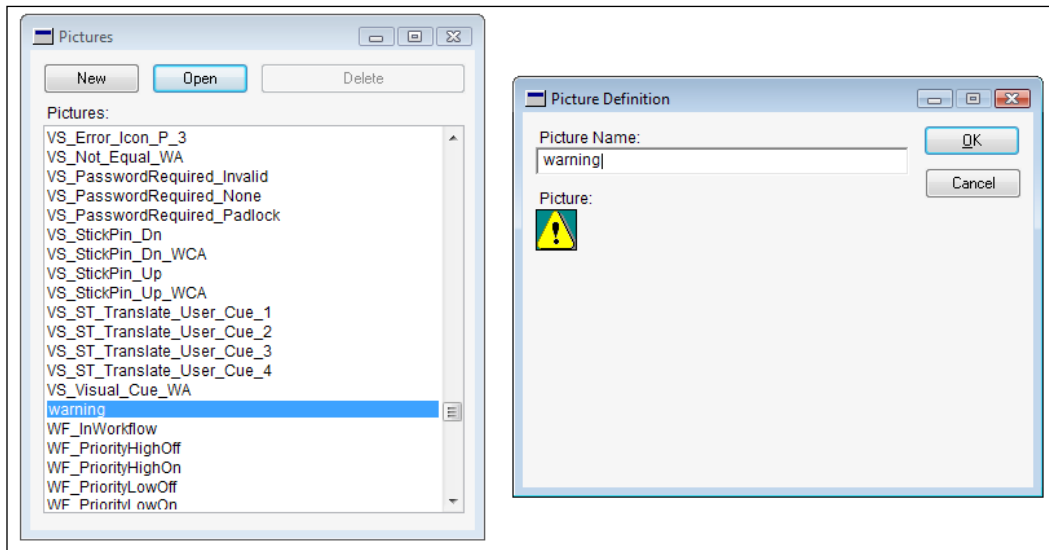 Pictures
New
Open
Delete
Pictures:
VS_Error_Icon_P_3
VS_Not_Equal_WA
VS_PasswordRequired_Invalid
VS_PasswordRequired_None
VS_PasswordRequired_Padlock
VS_StickPin_Dn
VS_StickPin_Dn_WCA
VS_StickPin_Up
VS_StickPin_Up_WCA
VS_ST_Translate_User_Cue_1
VS_ST_Translate_User_Cue_2
VS_ST_Translate_User_Cue_3
VS_ST_Translate_User_Cue_4
VS_Visual_Cue_WA
warning
WF_InWorkflow
WF_PriorityHighOff
WF_PriorityHighOn
WF_PriorityLowOff
WF_PriorityLowOn
Picture Definition
Picture Name:
OK
warning
Cancel
Picture: